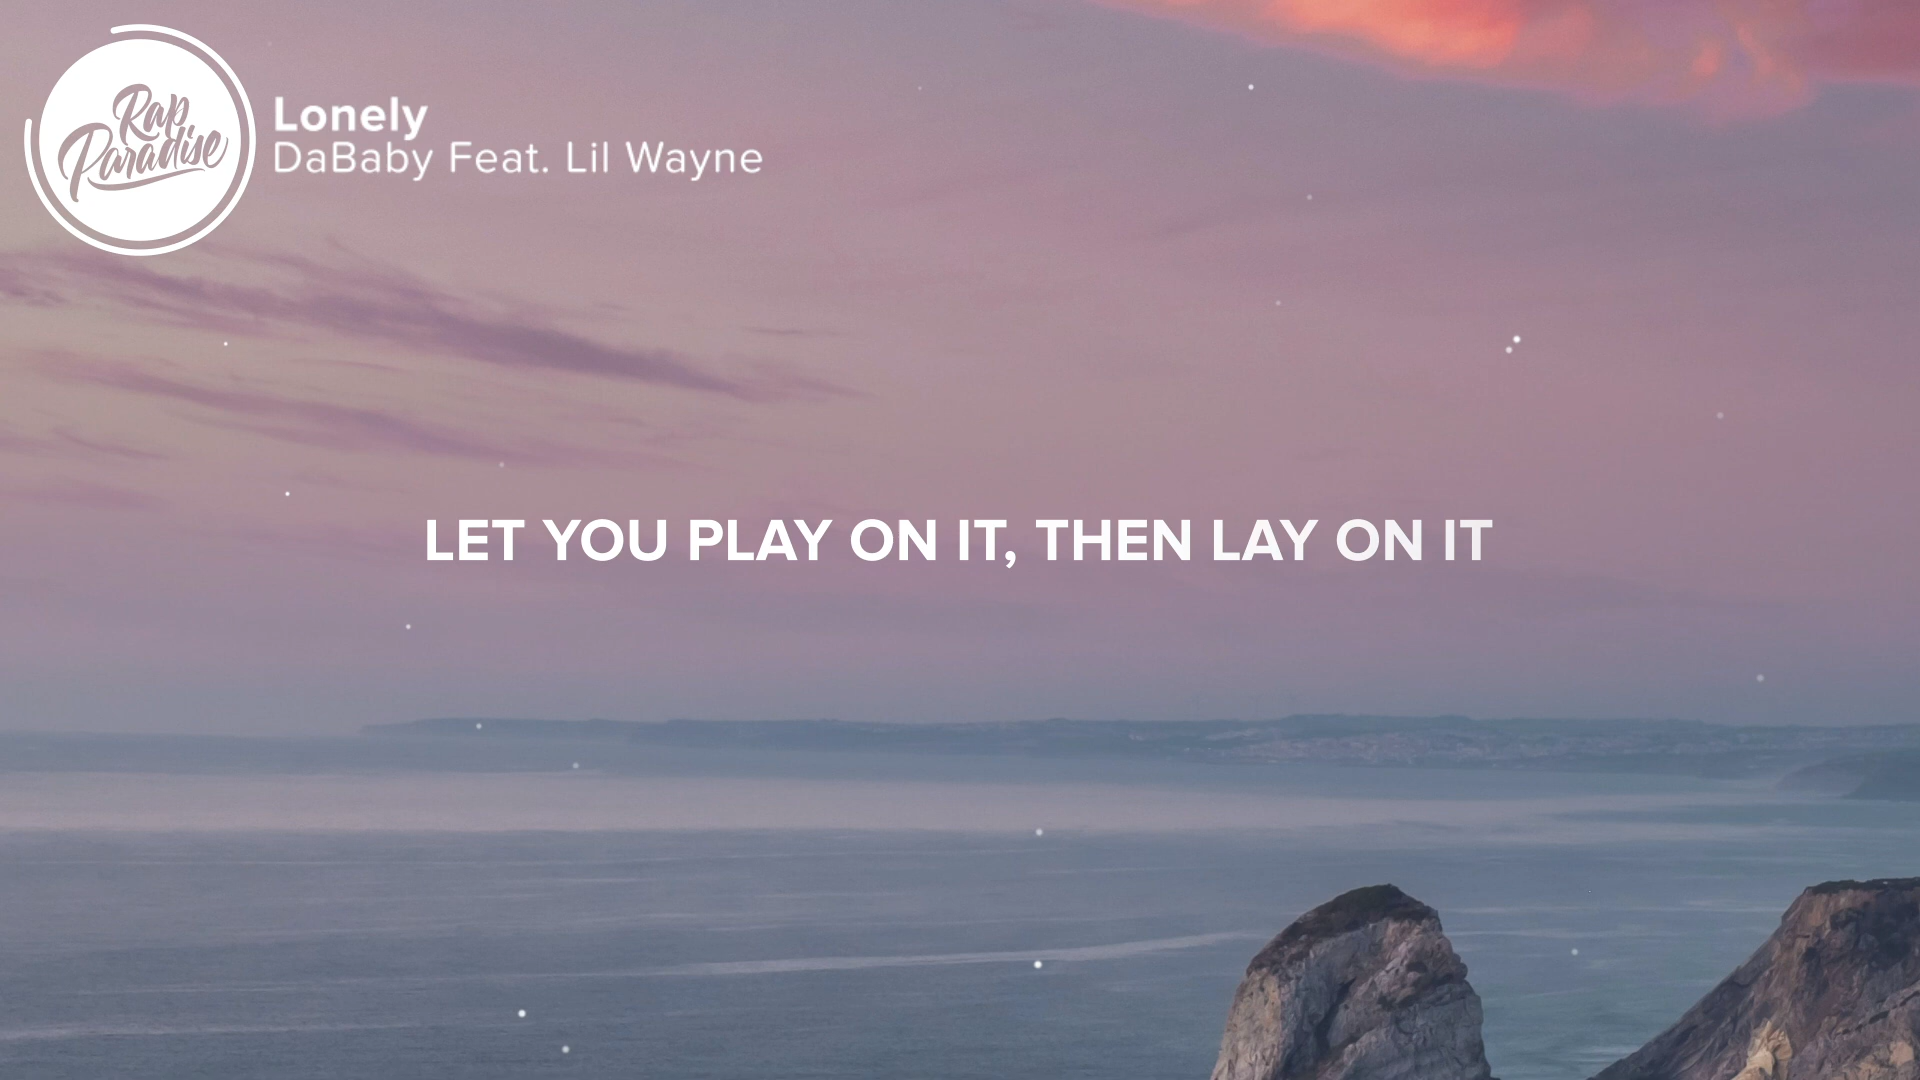 Rap
Paradise
Lonely
DaBaby Feat. Lil Wayne
LET YOU PLAY ON IT, THEN LAY ON IT